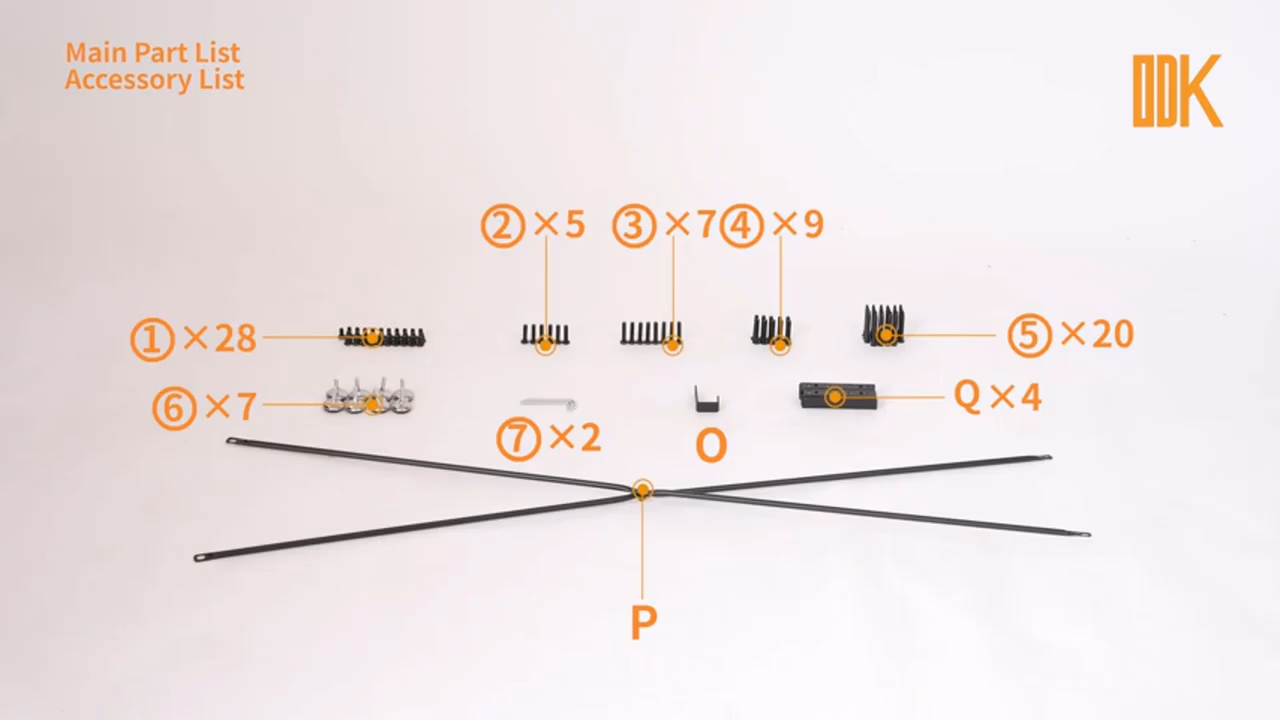 Main Part List
Accessory List
ODK
②×5
③×7
④×9
①×28
⑤×20
⑥×7
⑦×2
O
Q×4
P